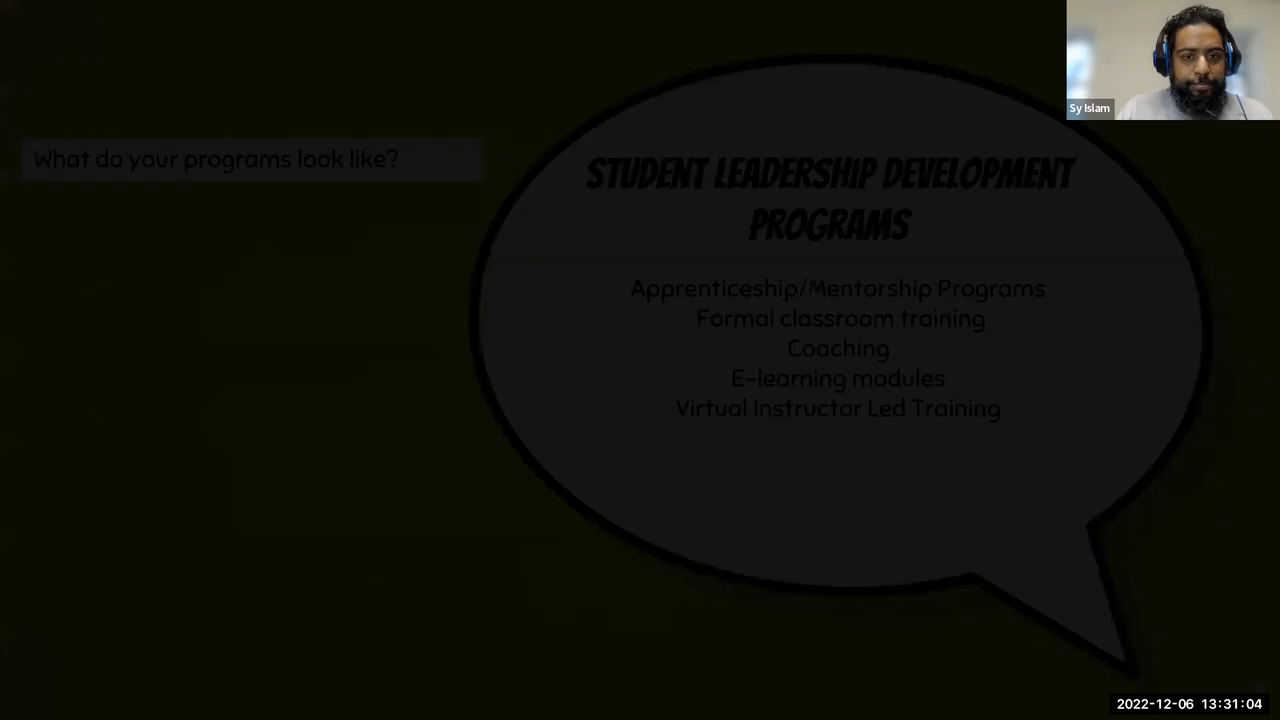 Sy Islam
What do your programs look like?
STUDENT LEADERSHIP DEVELOPMENT
PROGRAMS
Apprenticeship/Mentorship Programs
Formal classroom training
Coaching
E-learning modules
Virtual Instructor Led Training
2022-12-06 13:31:04